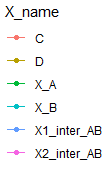 X_name
C
D
X_A
X_B
X1_inter_AB
X2_inter_AB